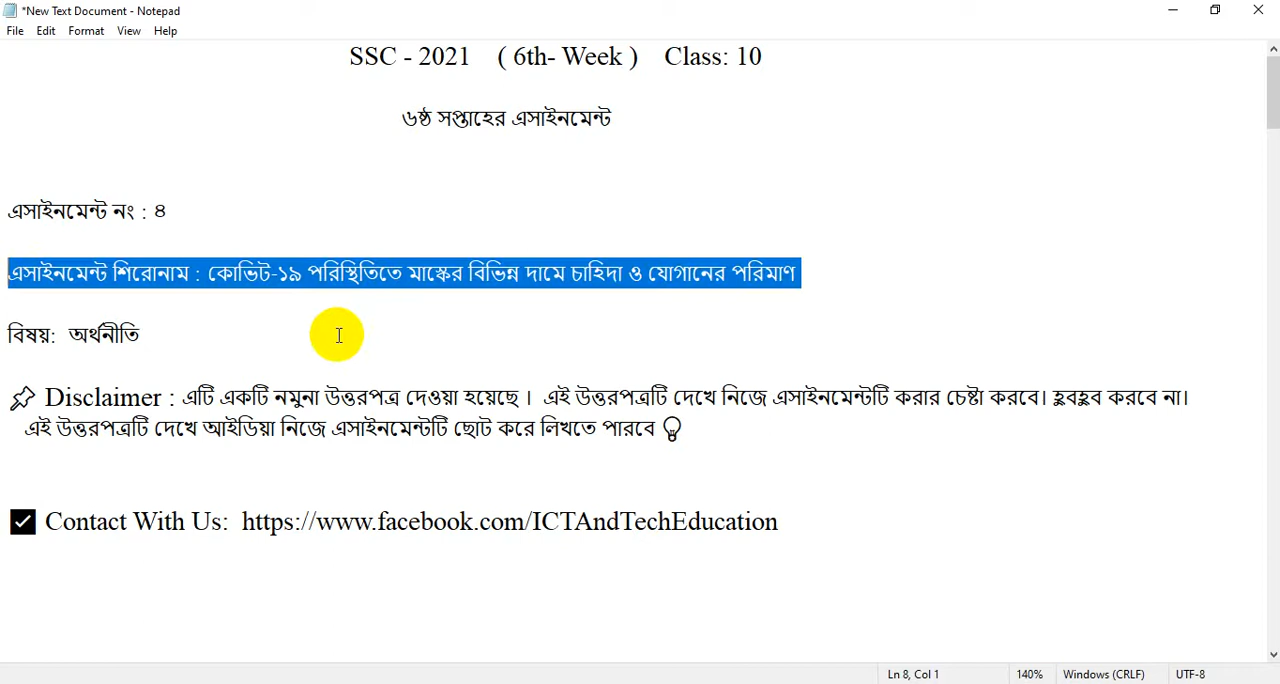 *New Text Document - Notepad
File Edit Format View Help
SSC - 2021 ( 6th- Week ) Class: 10
৬ষ্ঠ সপ্তাহের এসাইনমেন্ট
এসাইনমেন্ট নং : ৪
এসাইনমেন্ট শিরোনাম : কোভিট-১৯ পরিস্থিতিতে মাস্কের বিভিন্ন দামে চাহিদা ও যোগানের পরিমাণ
বিষয়: অর্থনীতি
Disclaimer : এটি একটি নমুনা উত্তরপত্র দেওয়া হয়েছে । এই উত্তরপত্রটি দেখে নিজে এসাইনমেন্টটি করার চেষ্টা করবে। হুবহুব করবে না।
এই উত্তরপত্রটি দেখে আইডিয়া নিজে এসাইনমেন্টটি ছোট করে লিখতে পারবে
Contact With Us: https://www.facebook.com/ICTAndTechEducation
Ln 8, Col 1 140% Windows (CRLF) UTF-8